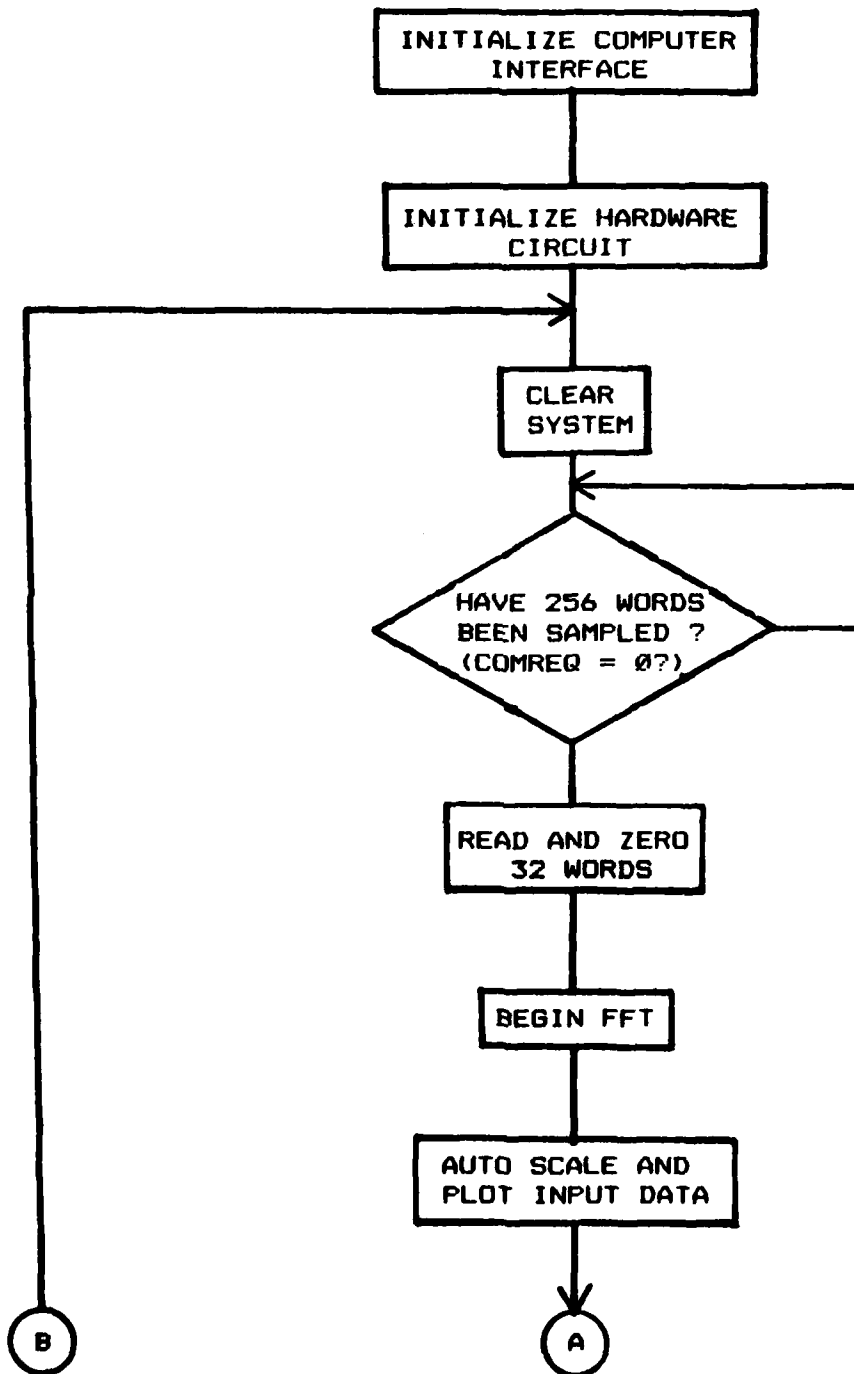 INITIALIZE COMPUTER
INTERFACE
INITIALIZE HARDWARE
CIRCUIT
CLEAR
SYSTEM
HAVE 256 WORDS
BEEN SAMPLED ?
(COMREQ = Ø?)
READ AND ZERO
32 WORDS
BEGIN FFT
AUTO SCALE AND
PLOT INPUT DATA
B
A